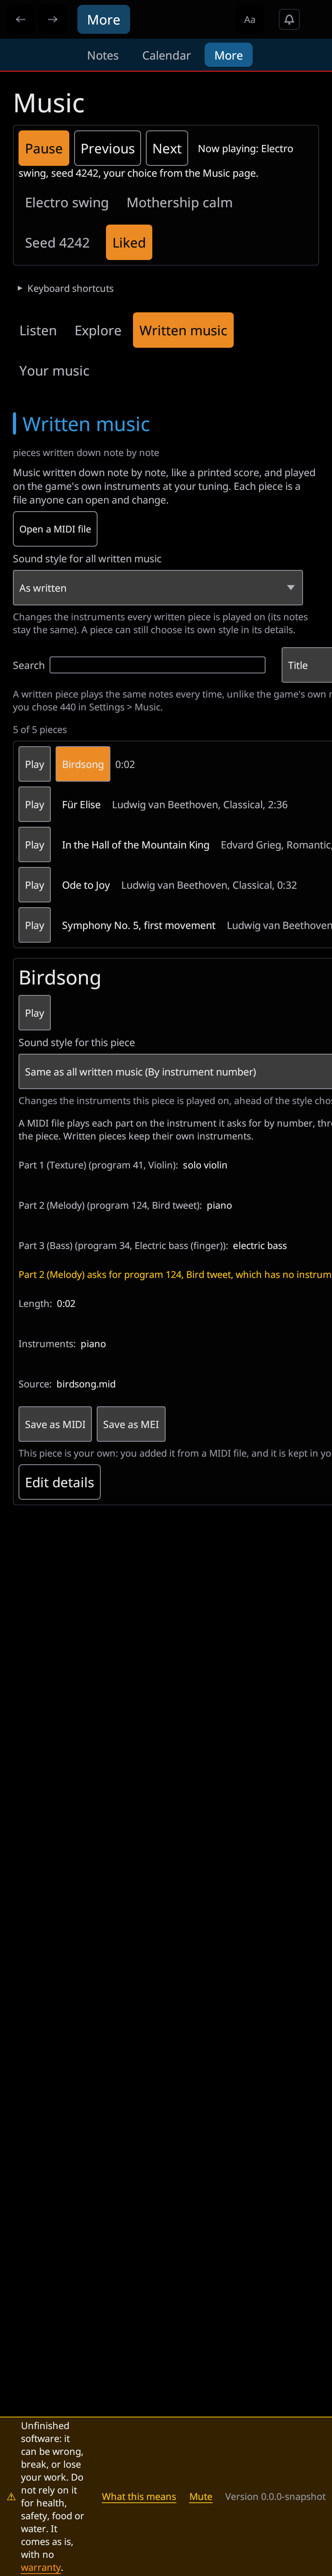 More
Aa
Notes
Calendar
More
Music
Pause
Previous
Next
Now playing: Electro
swing, seed 4242, your choice from the Music page.
Electro swing
Mothership calm
Seed 4242
Liked
Keyboard shortcuts
Listen
Explore
Written music
Your music
Written music
pieces written down note by note
Music written down note by note, like a printed score, and played
on the game's own instruments at your tuning. Each piece is a
file anyone can open and change.
Open a MIDI file
Sound style for all written music
As written
Changes the instruments every written piece is played on (its notes
stay the same). A piece can still choose its own style in its details.
Search
Title
A written piece plays the same notes every time, unlike the game's own
you chose 440 in Settings > Music.
5 of 5 pieces
Play
Birdsong
0:02
Play
Für Elise
Ludwig van Beethoven, Classical, 2:36
Play
In the Hall of the Mountain King
Edvard Grieg, Romantic,
Play
Ode to Joy
Ludwig van Beethoven, Classical, 0:32
Play
Symphony No. 5, first movement
Ludwig van Beethoven
Birdsong
Play
Sound style for this piece
Same as all written music (By instrument number)
Changes the instruments this piece is played on, ahead of the style
A MIDI file plays each part on the instrument it asks for by number,
the piece. Written pieces keep their own instruments.
Part 1 (Texture) (program 41, Violin): solo violin
Part 2 (Melody) (program 124, Bird tweet): piano
Part 3 (Bass) (program 34, Electric bass (finger)): electric bass
Part 2 (Melody) asks for program 124, Bird tweet, which has no
Length: 0:02
Instruments: piano
Source: birdsong.mid
Save as MIDI
Save as MEI
This piece is your own: you added it from a MIDI file, and it is kept in
Edit details
Unfinished
software: it
can be wrong,
break, or lose
your work. Do
not rely on it
for health,
safety, food or
water. It
comes as is,
with no
warranty.
What this means
Mute
Version 0.0.0-snapshot